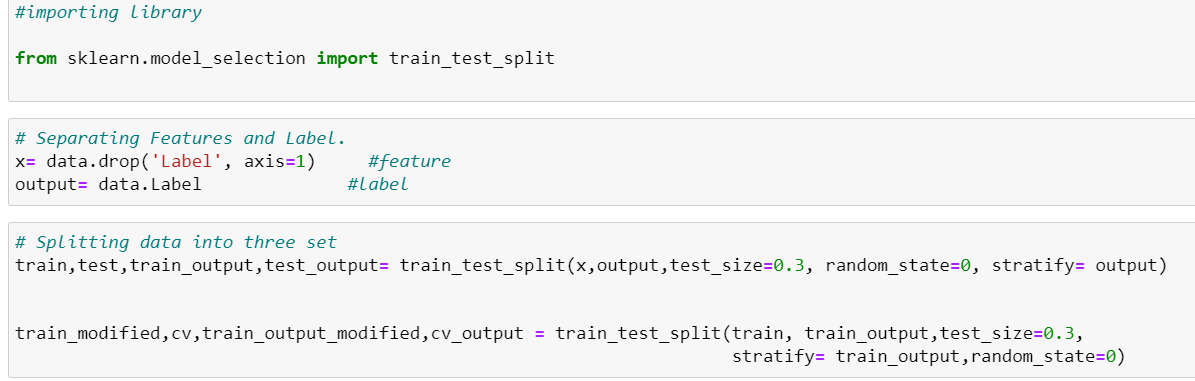 #importing library
from sklearn.model_selection import train_test_split
# Separating Features and Label.
x= data.drop('Label', axis=1)     #feature
output= data.Label              #label
# Splitting data into three set
train,test,train_output,test_output= train_test_split(x,output,test_size=0.3, random_state=0, stratify= output)
train_modified,cv,train_output_modified,cv_output = train_test_split(train, train_output,test_size=0.3,
stratify= train_output,random_state=0)